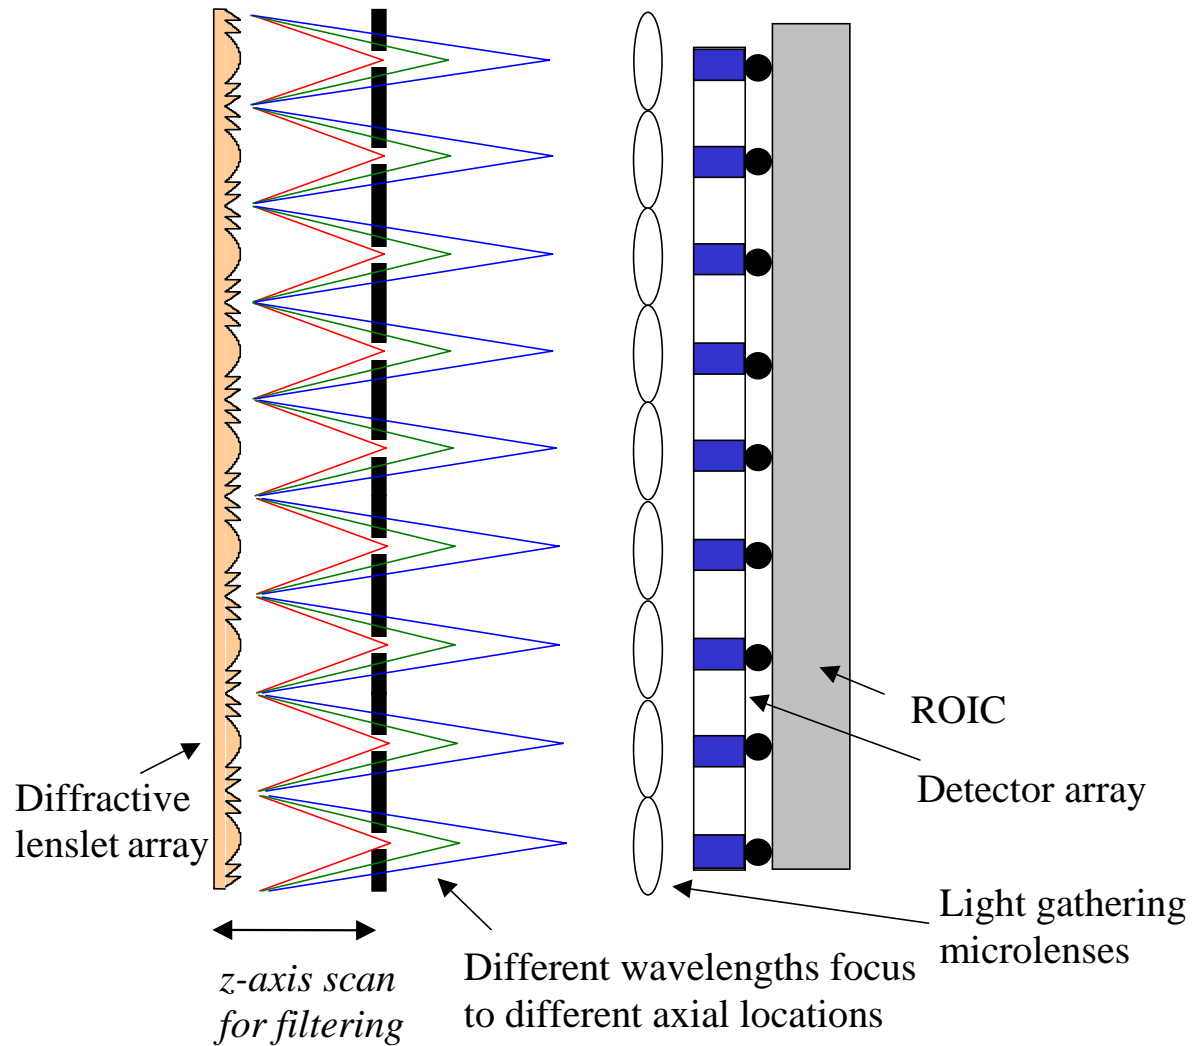 ROIC
Detector array
Diffractive
lenslet array
Light gathering
microlenses
Different wavelengths focus
to different axial locations
z-axis scan
for filtering